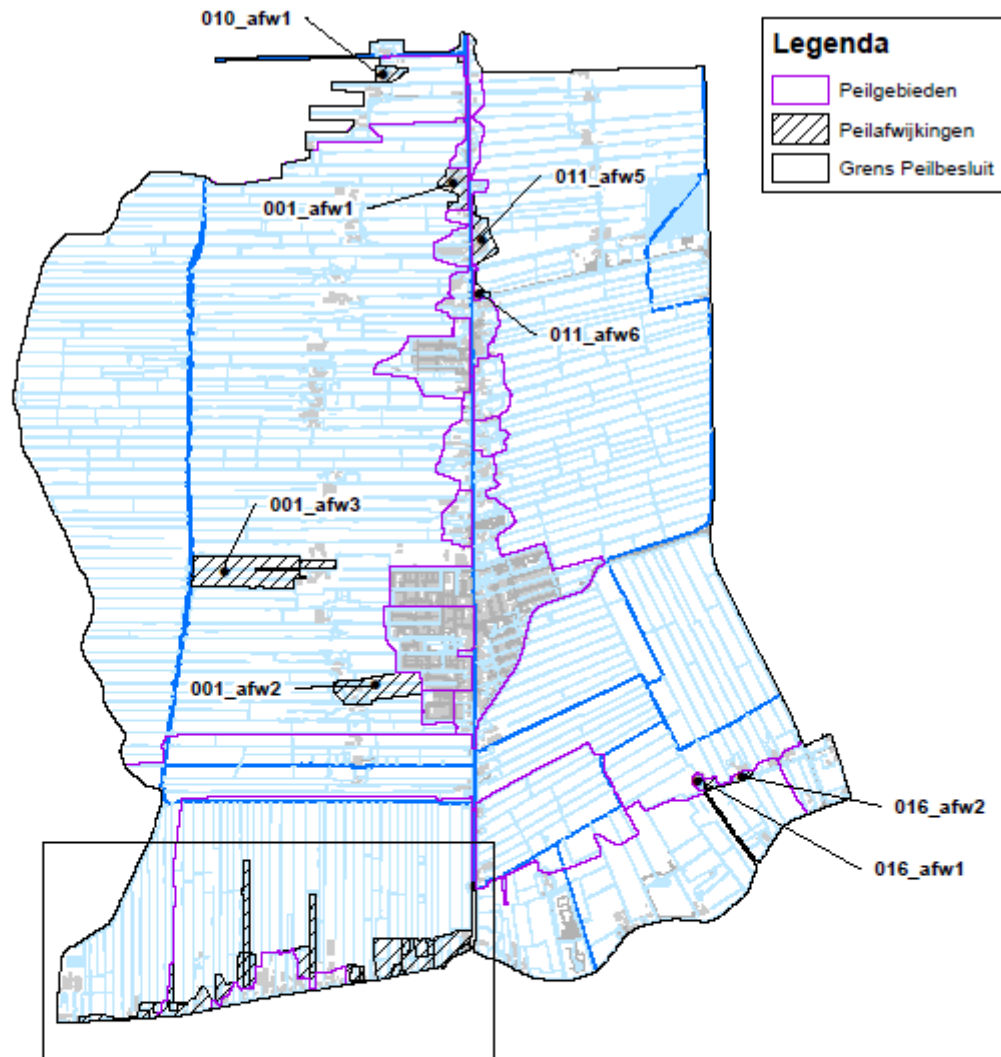 010_afw1
Legenda
Peilgebieden
Peilafwijkingen
Grens Peilbesluit
001_afw1
011_afw5
011_afw6
001_afw3
001_afw2
016_afw2
016_afw1